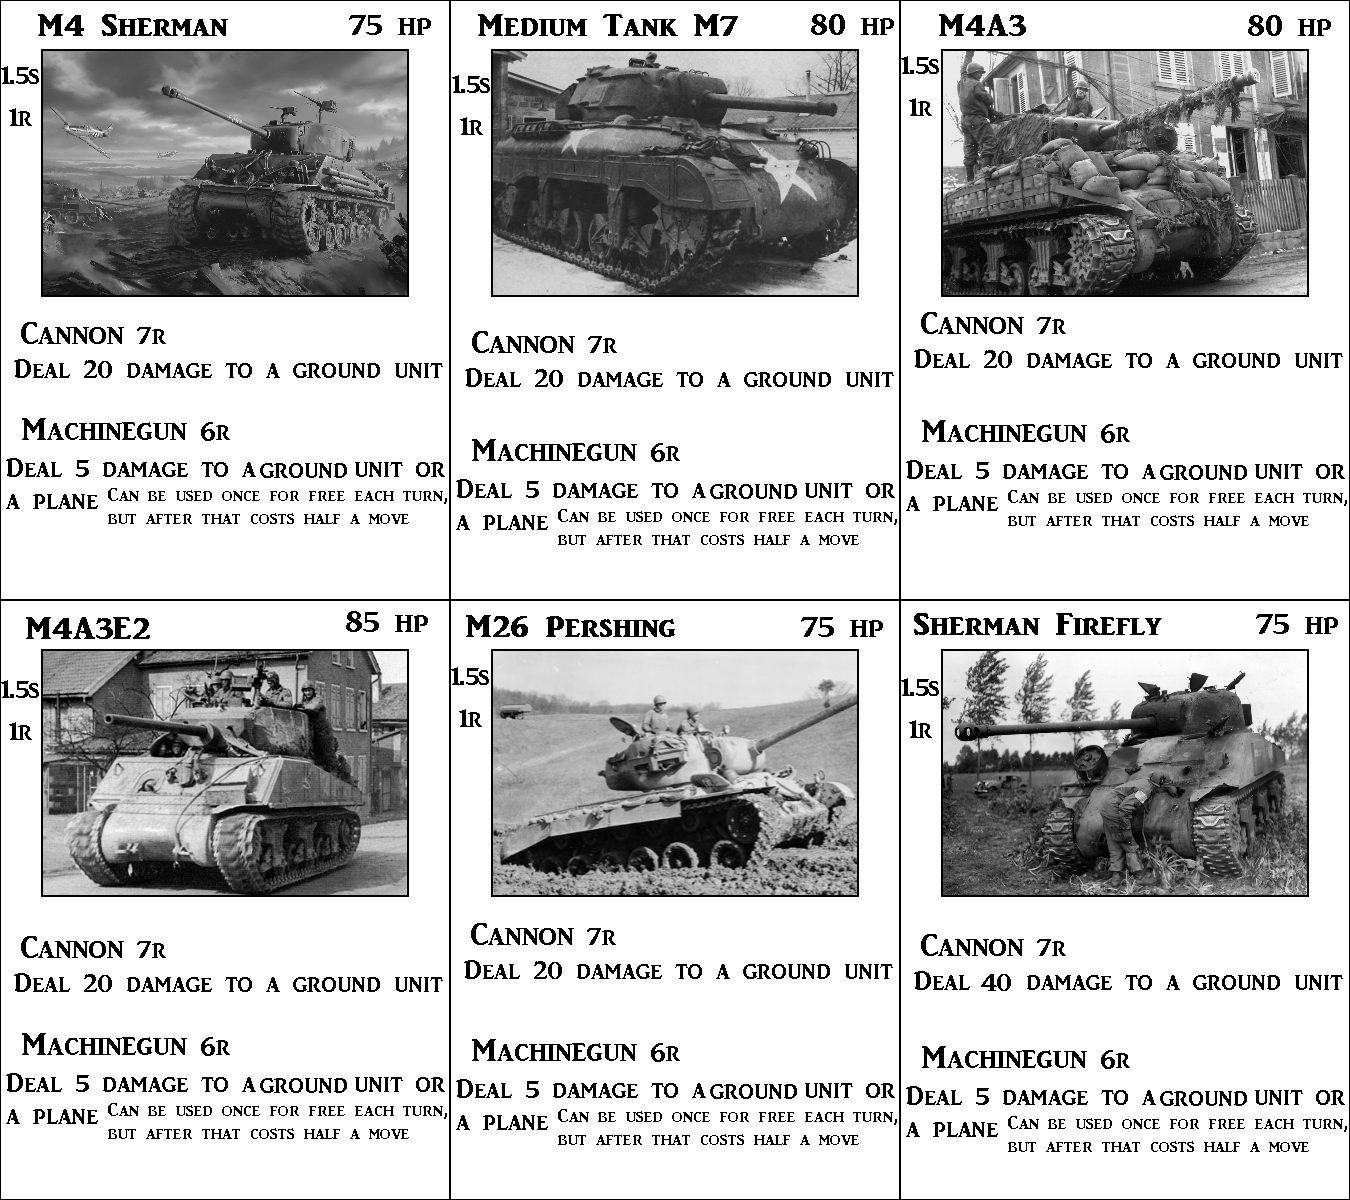 M4 Sherman 75 HP
1.5s
1R
Cannon 7R
Deal 20 damage to a ground unit
Machinegun 6R
Deal 5 damage to a ground unit or
a plane Can be used once for free each turn,
but after that costs half a move
Medium Tank M7 80 HP
1.5s
1R
Cannon 7R
Deal 20 damage to a ground unit
Machinegun 6R
Deal 5 damage to a ground unit or
a plane Can be used once for free each turn,
but after that costs half a move
M4A3 80 HP
1.5s
1R
Cannon 7R
Deal 20 damage to a ground unit
Machinegun 6R
Deal 5 damage to a ground unit or
a plane Can be used once for free each turn,
but after that costs half a move
M4A3E2 85 HP
1.5s
1R
Cannon 7R
Deal 20 damage to a ground unit
Machinegun 6R
Deal 5 damage to a ground unit or
a plane Can be used once for free each turn,
but after that costs half a move
M26 Pershing 75 HP
1.5s
1R
Cannon 7R
Deal 20 damage to a ground unit
Machinegun 6R
Deal 5 damage to a ground unit or
a plane Can be used once for free each turn,
but after that costs half a move
Sherman Firefly 75 HP
1.5s
1R
Cannon 7R
Deal 40 damage to a ground unit
Machinegun 6R
Deal 5 damage to a ground unit or
a plane Can be used once for free each turn,
but after that costs half a move